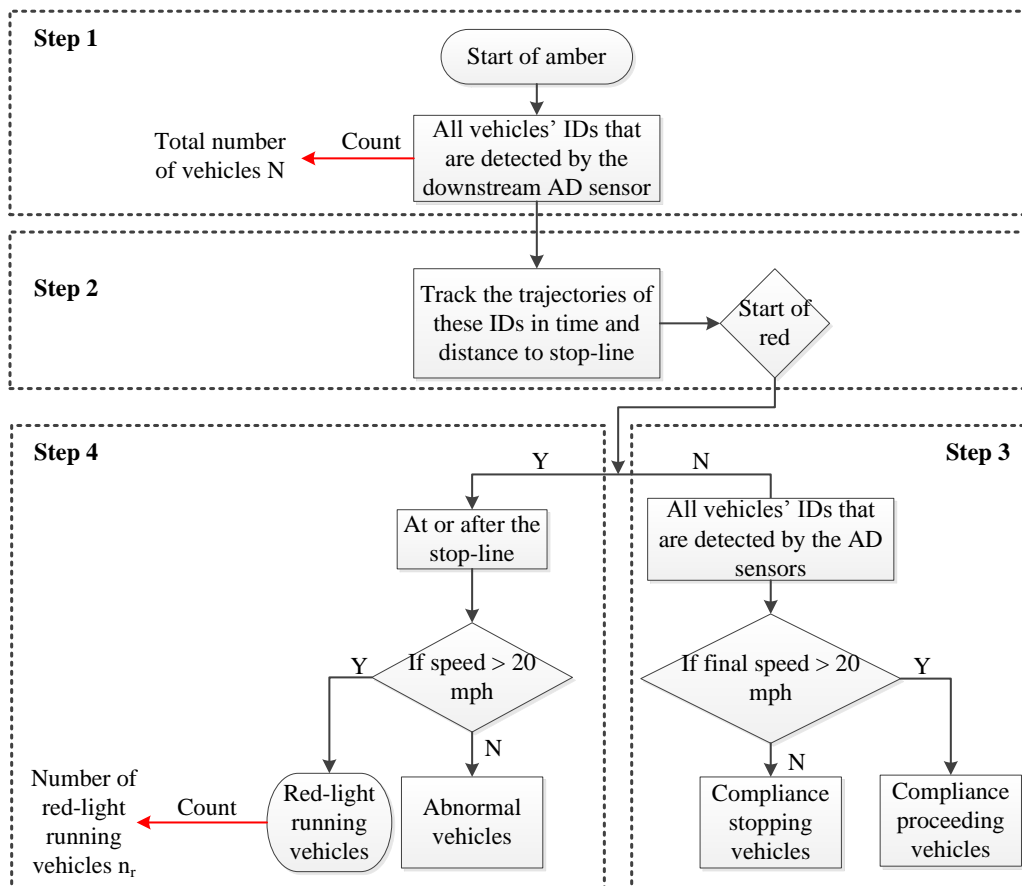 Step 1
Start of amber
Total number
of vehicles N
Count
All vehicles’ IDs that
are detected by the
downstream AD sensor
Step 2
Track the trajectories of
these IDs in time and
distance to stop-line
Start of
red
Step 4
Step 3
Y
N
At or after the
stop-line
All vehicles’ IDs that
are detected by the AD
sensors
If speed > 20
mph
Y
N
If final speed > 20
mph
Y
N
Number of
red-light
running
vehicles nr
Count
Red-light
running
vehicles
Abnormal
vehicles
Compliance
stopping
vehicles
Compliance
proceeding
vehicles